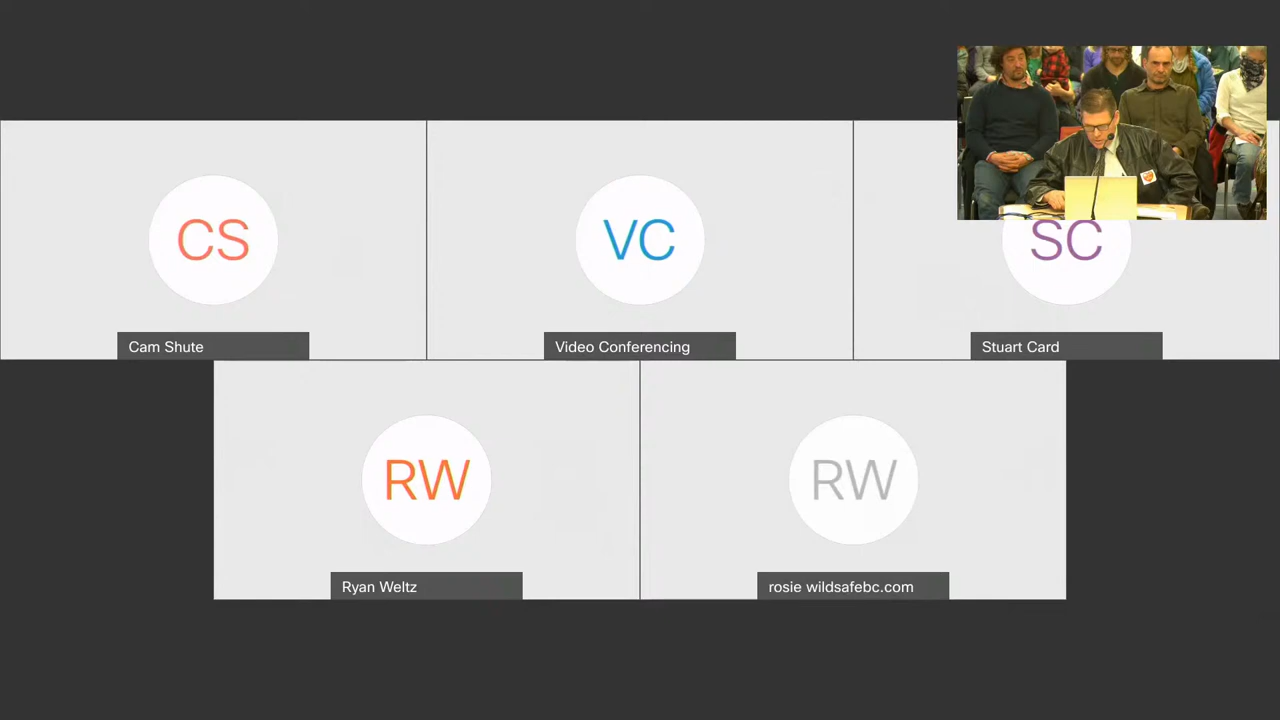 CS
VC
SC
Cam Shute
Video Conferencing
Stuart Card
RW
RW
Ryan Weltz
rosie wildsafebc.com